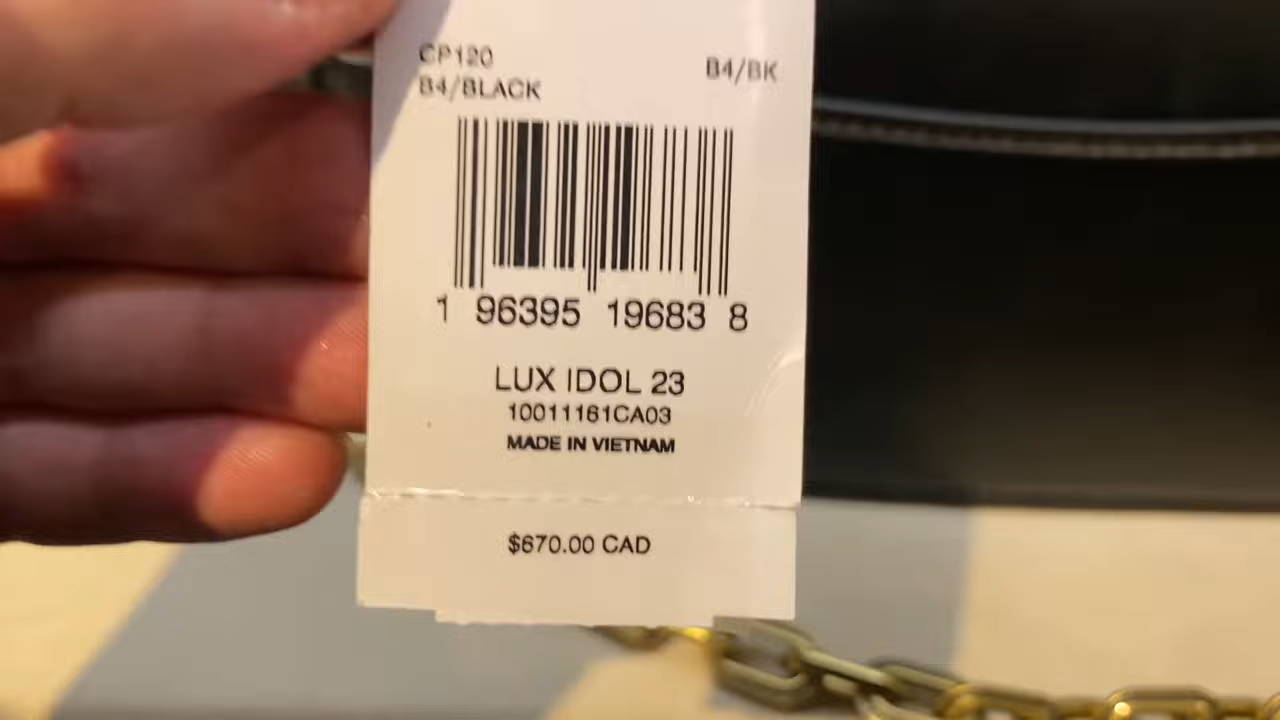 CP120
B4/BLACK
B4/BK
1 96395 19683 8
LUX IDOL 23
10011161CA03
MADE IN VIETNAM
$670.00 CAD